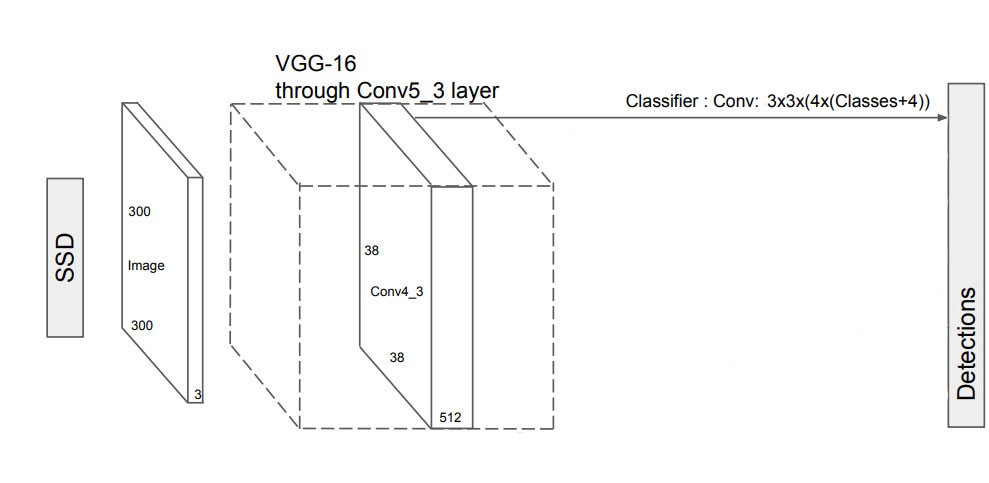 VGG-16
through Conv5_3 layer
Classifier : Conv: 3x3x(4x(Classes+4))
SSD
300
Image
300
3
38
Conv4_3
38
512
Detections